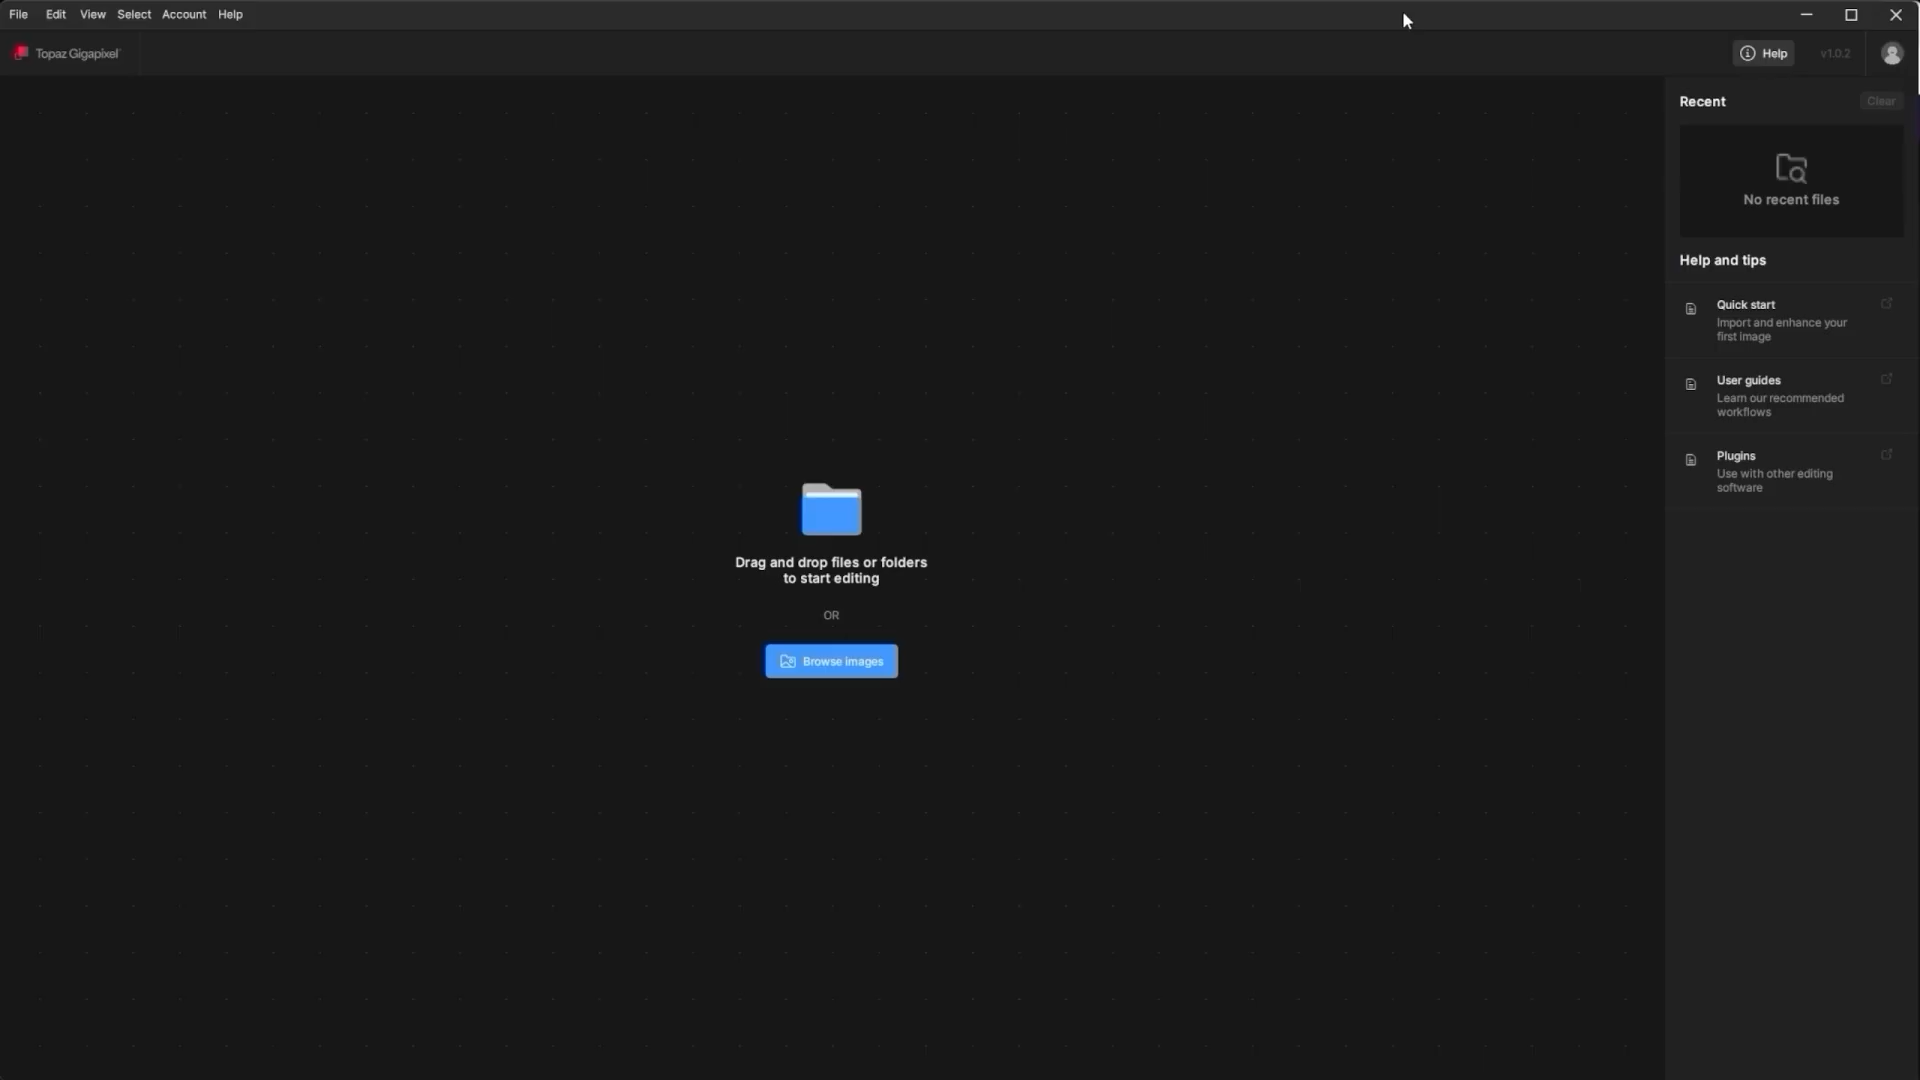 File Edit View Select Account Help
Topaz Gigapixel
Help v1.0.2
Recent Clear
No recent files
Help and tips
Quick start
Import and enhance your
first image
User guides
Learn our recommended
workflows
Plugins
Use with other editing
software
Drag and drop files or folders
to start editing
OR
Browse images